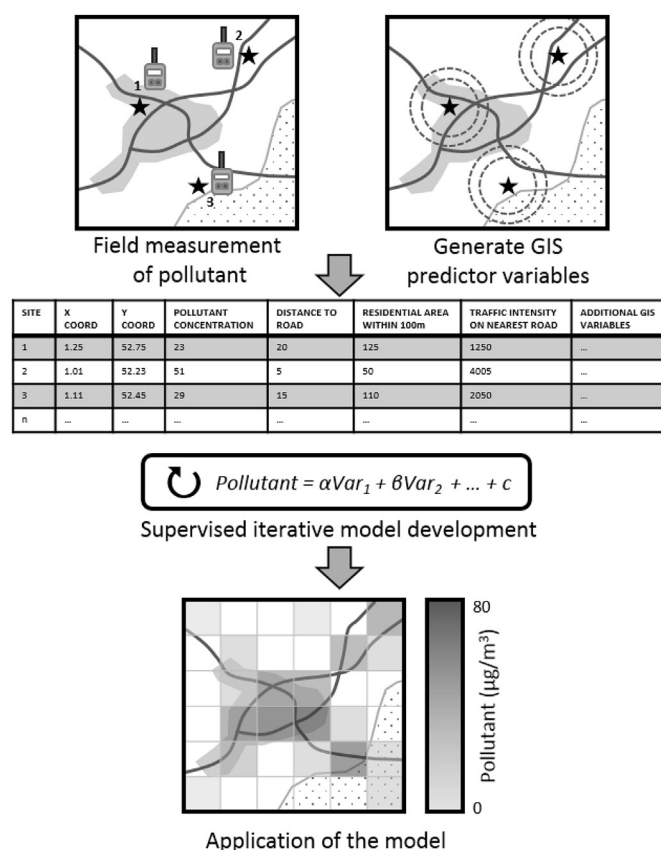 1
2
3
Field measurement
of pollutant
Generate GIS
predictor variables
SITE X COORD Y COORD POLLUTANT CONCENTRATION DISTANCE TO ROAD RESIDENTIAL AREA WITHIN 100m TRAFFIC INTENSITY ON NEAREST ROAD ADDITIONAL GIS VARIABLES
1 1.25 52.75 23 20 125 1250 ...
2 1.01 52.23 51 5 50 4005 ...
3 1.11 52.45 29 15 110 2050 ...
n ... ... ... ... ... ... ...
Pollutant = αVar₁ + βVar₂ + ... + c
Supervised iterative model development
80
Pollutant (µg/m³)
0
Application of the model